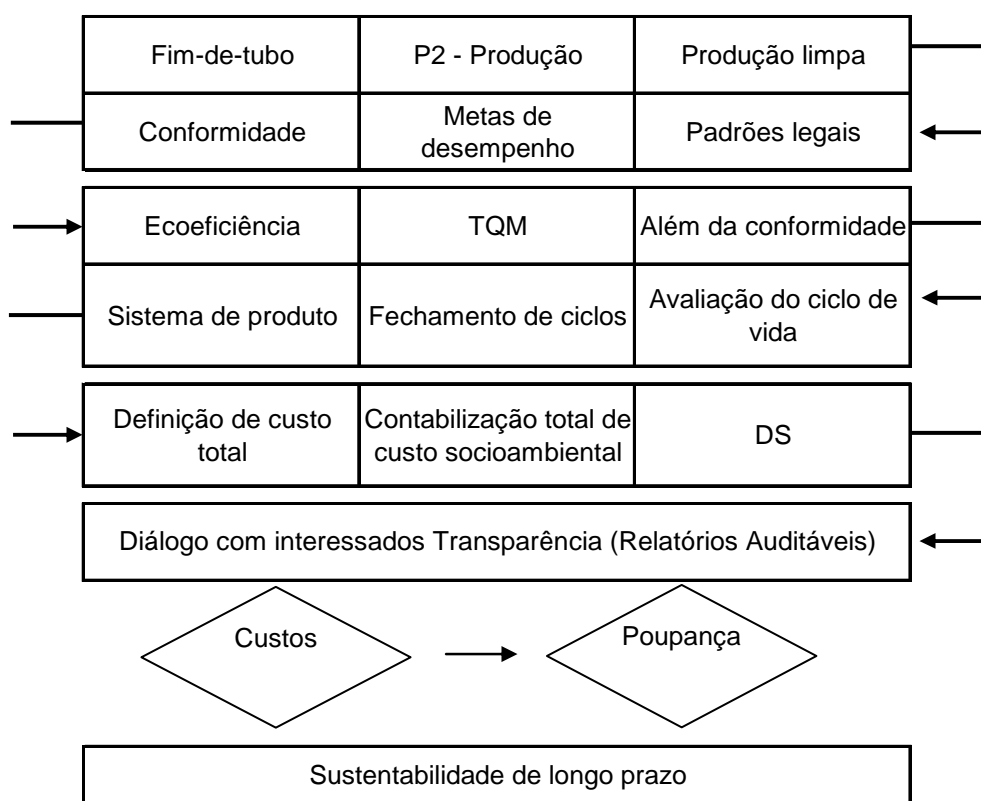 Fim-de-tubo
P2 - Produção
Produção limpa
Conformidade
Metas de
desempenho
Padrões legais
Ecoeficiência
TQM
Além da conformidade
Sistema de produto
Fechamento de ciclos
Avaliação do ciclo de
vida
Definição de custo
total
Contabilização total de
custo socioambiental
DS
Diálogo com interessados Transparência (Relatórios Auditáveis)
Custos
Poupança
Sustentabilidade de longo prazo